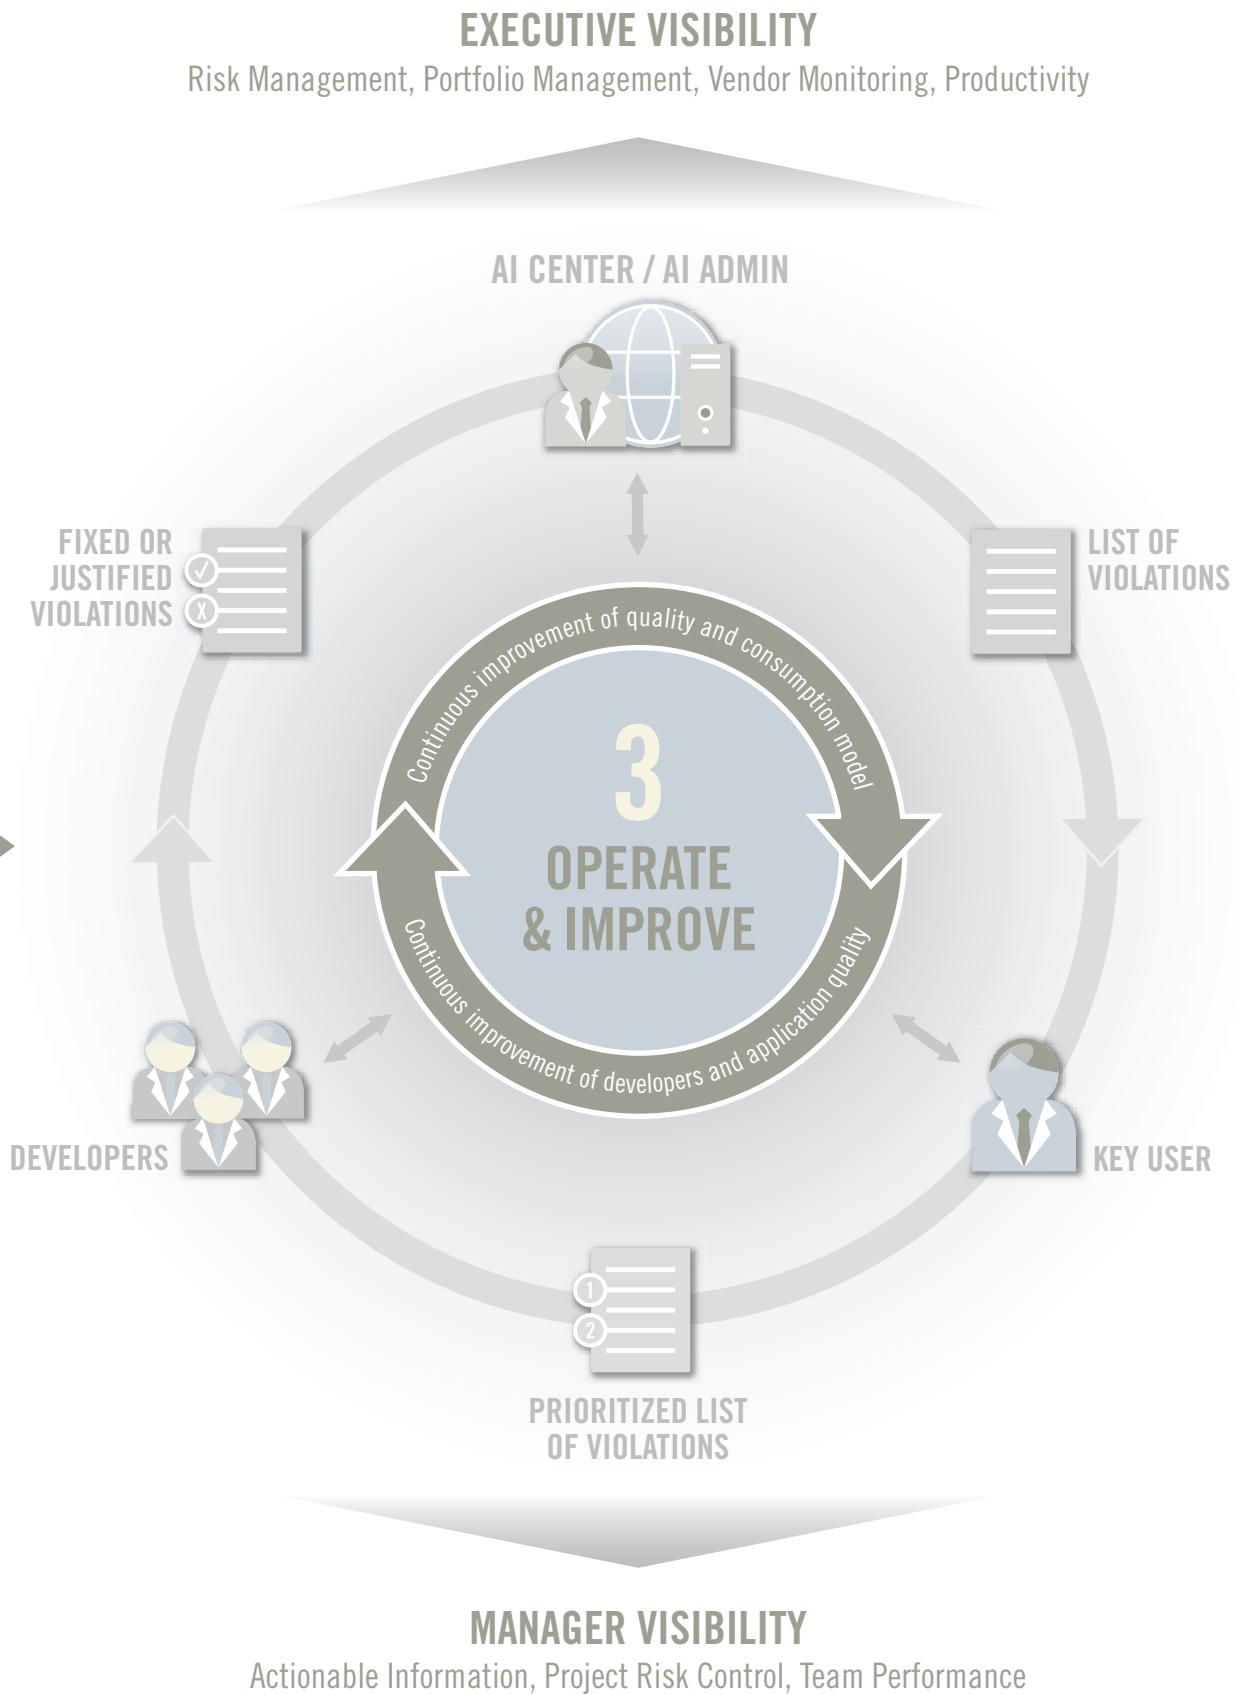 EXECUTIVE VISIBILITY
Risk Management, Portfolio Management, Vendor Monitoring, Productivity
AI CENTER / AI ADMIN
FIXED OR
JUSTIFIED
VIOLATIONS
✓
X
LIST OF
VIOLATIONS
Continuous improvement of quality and consumption model
3
OPERATE
& IMPROVE
Continuous improvement of developers and application quality
DEVELOPERS
KEY USER
1
2
PRIORITIZED LIST
OF VIOLATIONS
MANAGER VISIBILITY
Actionable Information, Project Risk Control, Team Performance